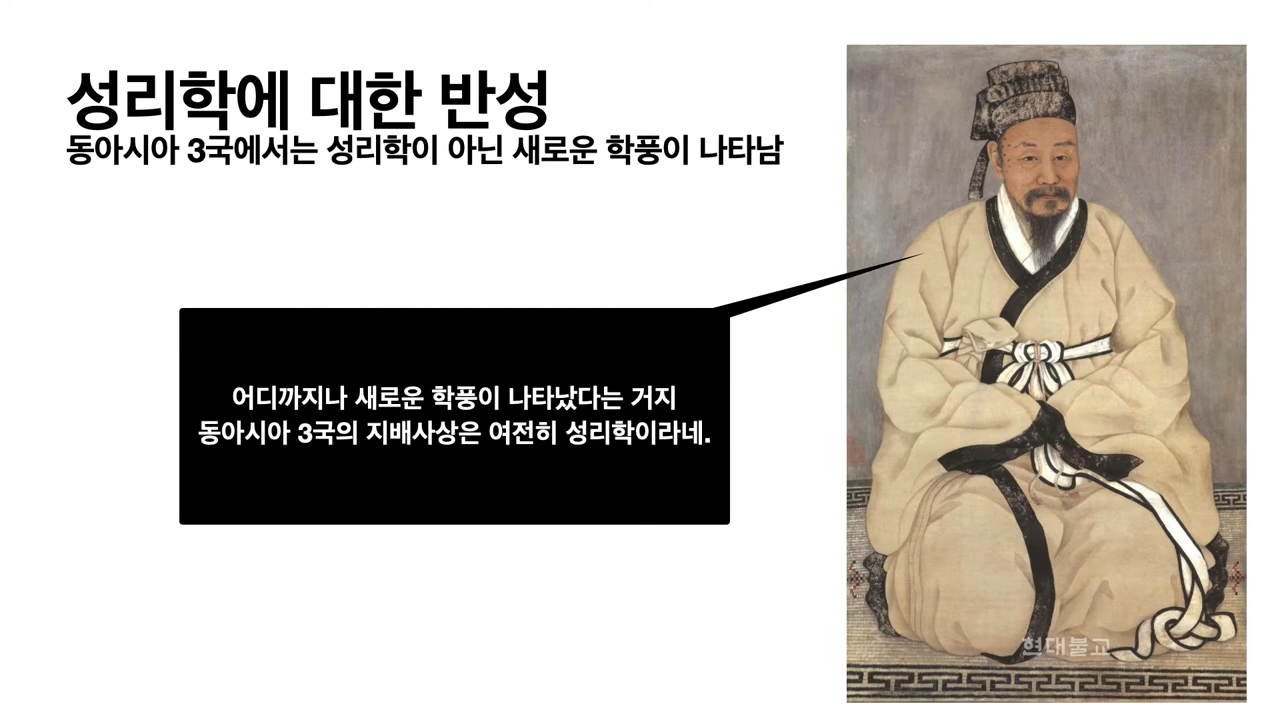 성리학에 대한 반성
동아시아 3국에서는 성리학이 아닌 새로운 학풍이 나타남
어디까지나 새로운 학풍이 나타났다는 거지
동아시아 3국의 지배사상은 여전히 성리학이라네.
현대불교